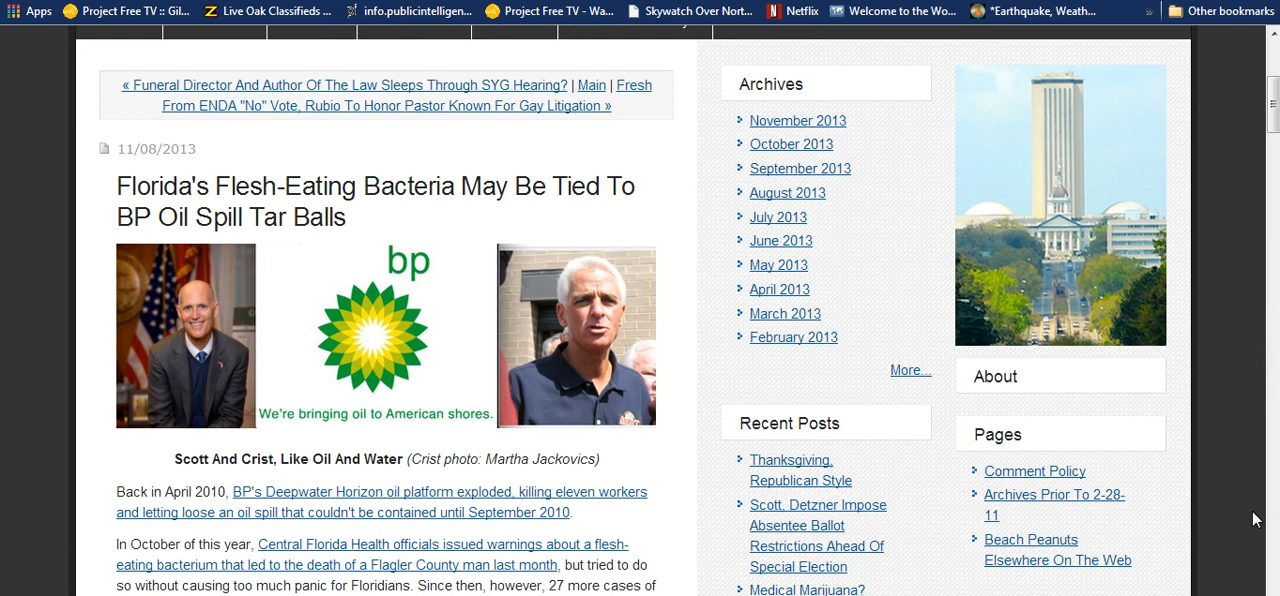 Apps
Project Free TV :: Gil...
Live Oak Classifieds ...
info.publicintelligen...
Project Free TV - Wa...
Skywatch Over Nort...
Netflix
Welcome to the Wo...
*Earthquake, Weath...
»
Other bookmarks
« Funeral Director And Author Of The Law Sleeps Through SYG Hearing? | Main | Fresh
From ENDA "No" Vote, Rubio To Honor Pastor Known For Gay Litigation »
11/08/2013
Florida's Flesh-Eating Bacteria May Be Tied To
BP Oil Spill Tar Balls
bp
We're bringing oil to American shores.
Scott And Crist, Like Oil And Water (Crist photo: Martha Jackovics)
Back in April 2010, BP's Deepwater Horizon oil platform exploded, killing eleven workers
and letting loose an oil spill that couldn't be contained until September 2010.
In October of this year, Central Florida Health officials issued warnings about a flesh-
eating bacterium that led to the death of a Flagler County man last month, but tried to do
so without causing too much panic for Floridians. Since then, however, 27 more cases of
Archives
November 2013
October 2013
September 2013
August 2013
July 2013
June 2013
May 2013
April 2013
March 2013
February 2013
More...
Recent Posts
Thanksgiving,
Republican Style
Scott, Detzner Impose
Absentee Ballot
Restrictions Ahead Of
Special Election
Medical Marijuana?
About
Pages
Comment Policy
Archives Prior To 2-28-
11
Beach Peanuts
Elsewhere On The Web